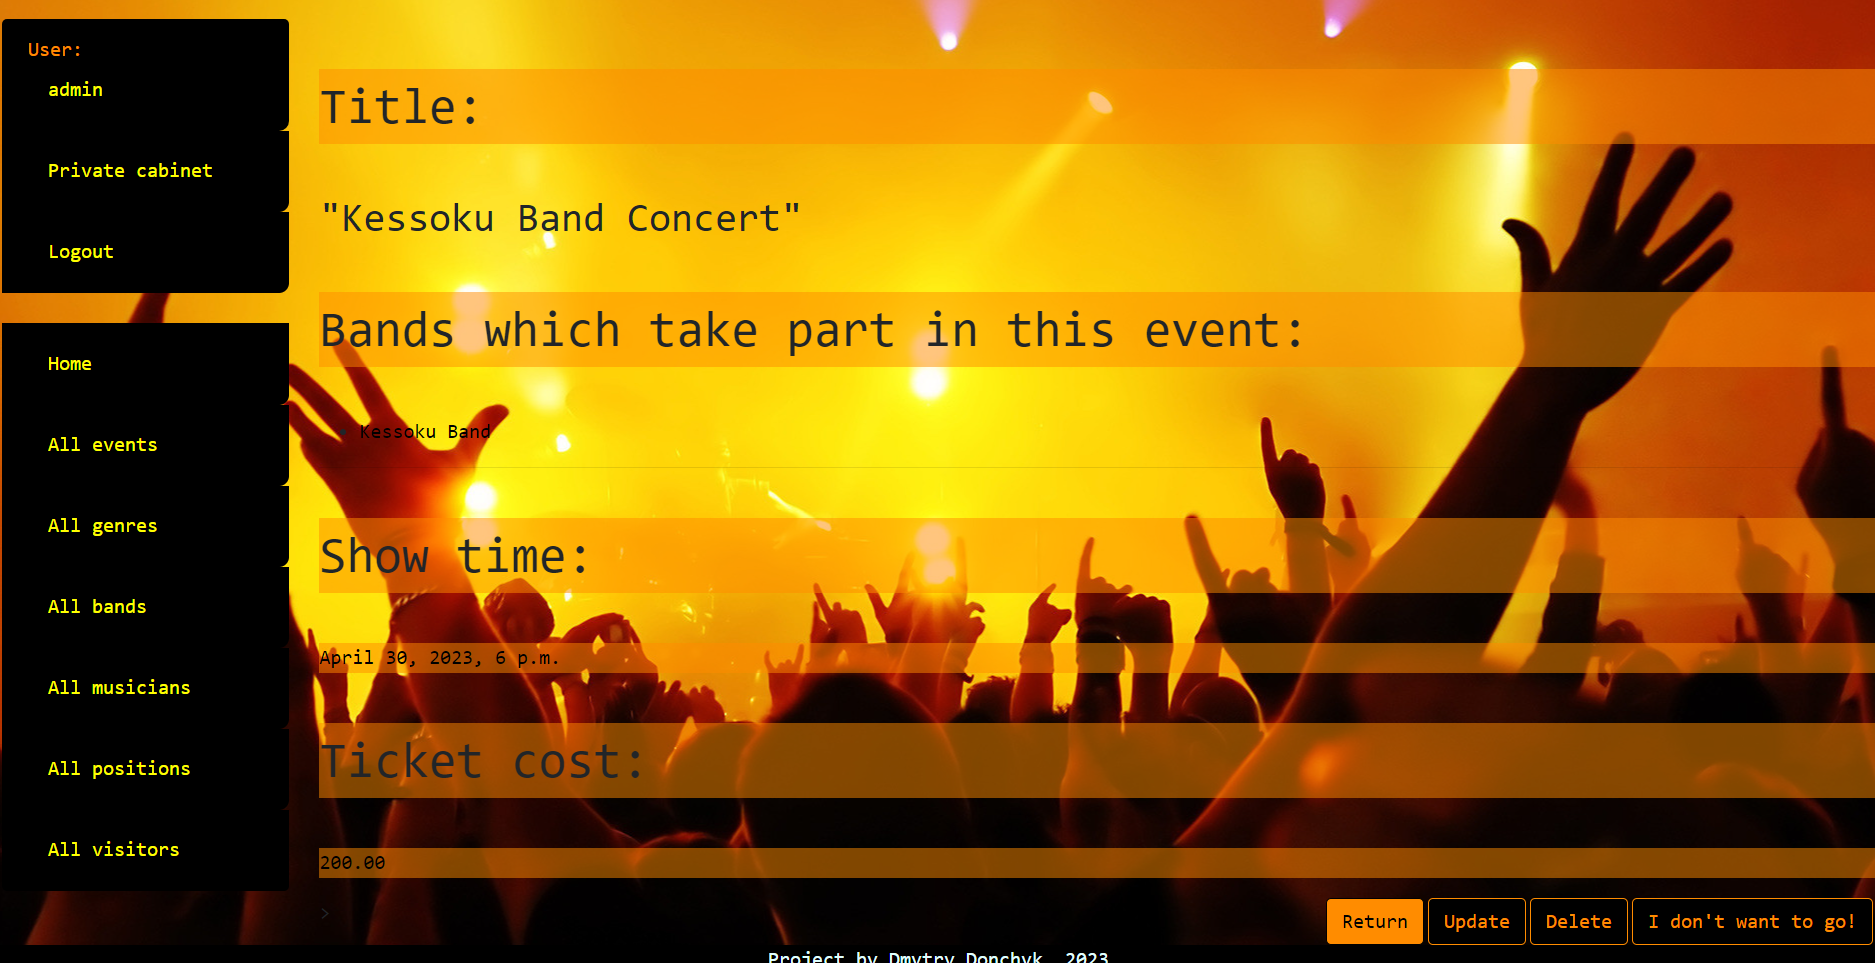 User:
admin
Private cabinet
Logout
Home
All events
All genres
All bands
All musicians
All positions
All visitors
Title:
"Kessoku Band Concert"
Bands which take part in this event:
Kessoku Band
Show time:
April 30, 2023, 6 p.m.
Ticket cost:
200.00
>
Return Update Delete I don't want to go!
Project by Dmytry Donchyk, 2023